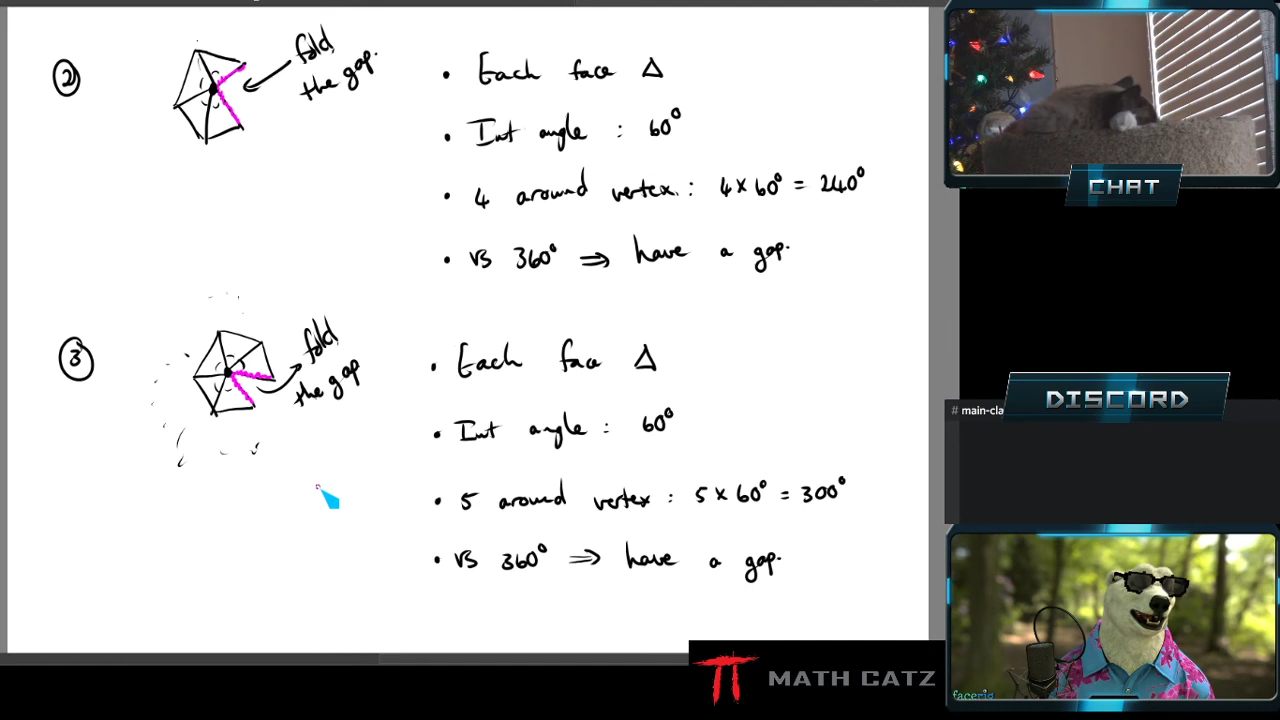 ②
fold
the gap.
• Each face Δ
• Int angle : 60°
• 4 around vertex. : 4 × 60° = 240°
• vs 360° ⇒ have a gap.
③
fold
the gap
• Each face Δ
• Int angle : 60°
• 5 around vertex : 5 × 60° = 300°
• vs 360° ⇒ have a gap.
CHAT
DISCORD
# main-cla
π MATH CATZ
facerig